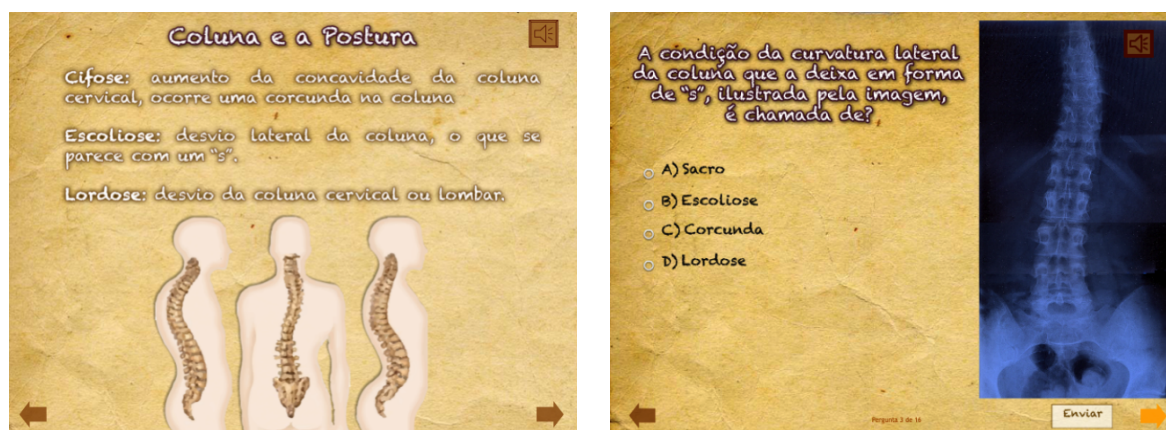 Coluna e a Postura
Cifose: aumento da concavidade da coluna
cervical, ocorre uma corcunda na coluna
Escoliose: desvio lateral da coluna, o que se
parece com um "s".
Lordose: desvio da coluna cervical ou lombar.
A condição da curvatura lateral
da coluna que a deixa em forma
de "s", ilustrada pela imagem,
é chamada de?
A) Sacro
B) Escoliose
C) Corcunda
D) Lordose
Pergunta 3 de 16
Enviar